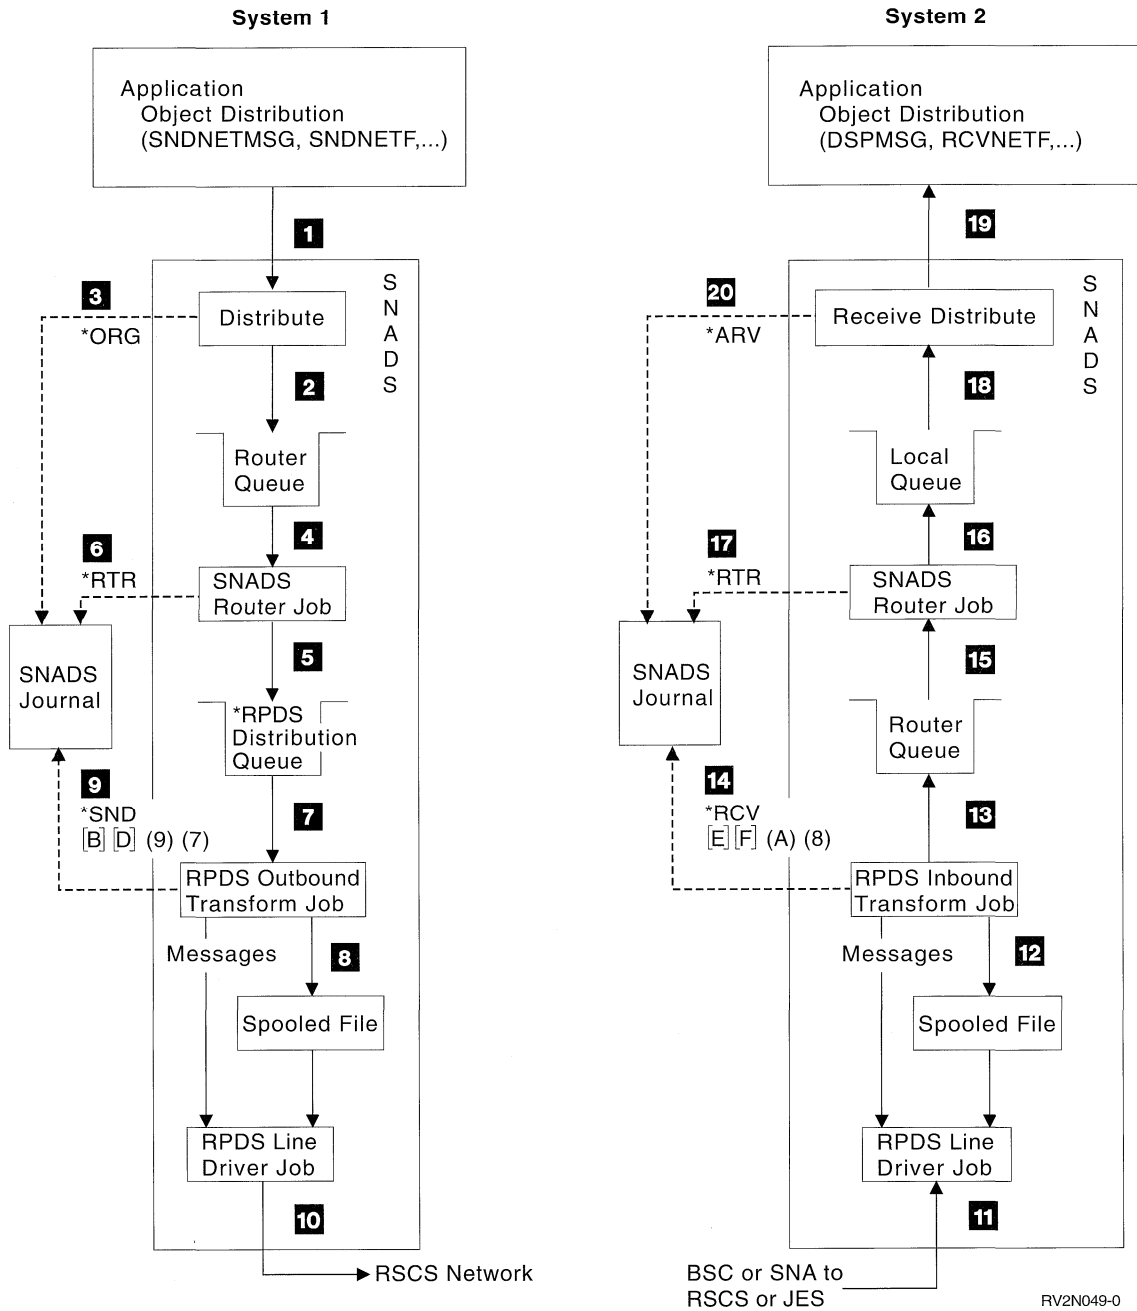 System 1
Application
Object Distribution
(SNDNETMSG, SNDNETF,...)
1
SNADS
3
*ORG
Distribute
2
Router
Queue
4
6
*RTR
SNADS
Router Job
5
SNADS
Journal
*RPDS
Distribution
Queue
9
*SND
[B] [D] (9) (7)
7
RPDS Outbound
Transform Job
Messages
8
Spooled File
RPDS Line
Driver Job
10
RSCS Network
System 2
Application
Object Distribution
(DSPMSG, RCVNETF,...)
19
SNADS
20
*ARV
Receive Distribute
18
Local
Queue
16
17
*RTR
SNADS
Router Job
15
SNADS
Journal
Router
Queue
14
*RCV
[E] [F] (A) (8)
13
RPDS Inbound
Transform Job
Messages
12
Spooled File
RPDS Line
Driver Job
11
BSC or SNA to
RSCS or JES
RV2N049-0